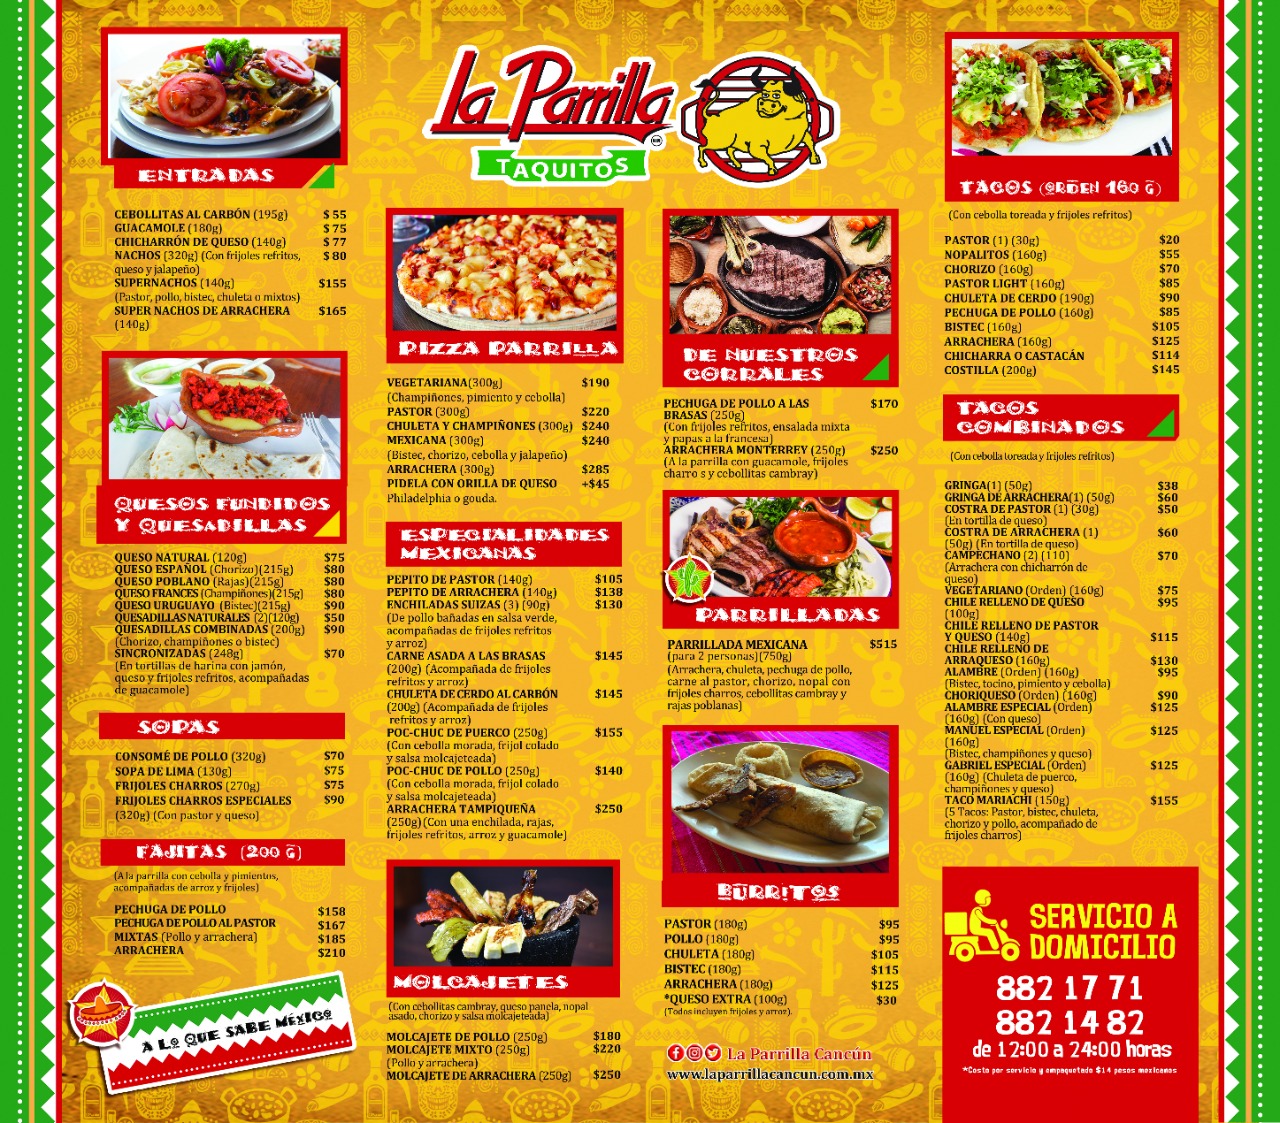 La Parrilla
TAQUITOS
ENTRADAS
CEBOLLITAS AL CARBÓN (195g) $ 55
GUACAMOLE (180g) $ 75
CHICHARRÓN DE QUESO (140g) $ 77
NACHOS (320g) (Con frijoles refritos, $ 80
queso y jalapeño)
SUPERNACHOS (140g) $155
(Pastor, pollo, bistec, chuleta o mixtos)
SUPER NACHOS DE ARRACHERA $165
(140g)
QUESOS FUNDIDOS
Y QUESADILLAS
QUESO NATURAL (120g) $75
QUESO ESPAÑOL (Chorizo)(215g) $80
QUESO POBLANO (Rajas)(215g) $80
QUESO FRANCES (Champiñones)(215g) $80
QUESO URUGUAYO (Bistec)(215g) $90
QUESADILLAS NATURALES (2)(120g) $50
QUESADILLAS COMBINADAS (200g) $90
(Chorizo, champiñones o bistec)
SINCRONIZADAS (248g) $70
(En tortillas de harina con jamón,
queso y frijoles refritos, acompañadas
de guacamole)
SOPAS
CONSOMÉ DE POLLO (320g) $70
SOPA DE LIMA (130g) $75
FRIJOLES CHARROS (270g) $75
FRIJOLES CHARROS ESPECIALES $90
(320g) (Con pastor y queso)
FAJITAS (200 G)
(A la parrilla con cebolla y pimientos,
acompañadas de arroz y frijoles)
PECHUGA DE POLLO $158
PECHUGA DE POLLO AL PASTOR $167
MIXTAS (Pollo y arrachera) $185
ARRACHERA $210
A LO QUE SABE MÉXICO
PIZZA PARRILLA
VEGETARIANA(300g) $190
(Champiñones, pimiento y cebolla)
PASTOR (300g) $220
CHULETA Y CHAMPIÑONES (300g) $240
MEXICANA (300g) $240
(Bistec, chorizo, cebolla y jalapeño)
ARRACHERA (300g) $285
PIDELA CON ORILLA DE QUESO +$45
Philadelphia o gouda.
ESPECIALIDADES
MEXICANAS
PEPITO DE PASTOR (140g) $105
PEPITO DE ARRACHERA (140g) $138
ENCHILADAS SUIZAS (3) (90g) $130
(De pollo bañadas en salsa verde,
acompañadas de frijoles refritos
y arroz)
CARNE ASADA A LAS BRASAS $145
(200g) (Acompañada de frijoles
refritos y arroz)
CHULETA DE CERDO AL CARBÓN $145
(200g) (Acompañada de frijoles
refritos y arroz)
POC-CHUC DE PUERCO (250g) $155
(Con cebolla morada, frijol colado
y salsa molcajeteada)
POC-CHUC DE POLLO (250g) $140
(Con cebolla morada, frijol colado
y salsa molcajeteada)
ARRACHERA TAMPIQUEÑA $250
(250g)(Con una enchilada, rajas,
frijoles refritos, arroz y guacamole)
MOLCAJETES
(Con cebollitas cambray, queso panela, nopal
asado, chorizo y salsa molcajeteada)
MOLCAJETE DE POLLO (250g) $180
MOLCAJETE MIXTO (250g) $220
(Pollo y arrachera)
MOLCAJETE DE ARRACHERA (250g) $250
DE NUESTROS
CORRALES
PECHUGA DE POLLO A LAS $170
BRASAS (250g)
(Con frijoles refritos, ensalada mixta
y papas a la francesa)
ARRACHERA MONTERREY (250g) $250
(A la parrilla con guacamole, frijoles
charro s y cebollitas cambray)
PARRILLADAS
PARRILLADA MEXICANA $515
(para 2 personas)(750g)
(Arrachera, chuleta, pechuga de pollo,
carne al pastor, chorizo, nopal con
frijoles charros, cebollitas cambray y
rajas poblanas)
BURRITOS
PASTOR (180g) $95
POLLO (180g) $95
CHULETA (180g) $105
BISTEC (180g) $115
ARRACHERA (180g) $125
*QUESO EXTRA (100g) $30
(Todos incluyen frijoles y arroz).
La Parrilla Cancún
www.laparrillacancun.com.mx
TACOS (ORDEN 160 G)
(Con cebolla toreada y frijoles refritos)
PASTOR (1) (30g) $20
NOPALITOS (160g) $55
CHORIZO (160g) $70
PASTOR LIGHT (160g) $85
CHULETA DE CERDO (190g) $90
PECHUGA DE POLLO (160g) $85
BISTEC (160g) $105
ARRACHERA (160g) $125
CHICHARRA O CASTACÁN $114
COSTILLA (200g) $145
TACOS
COMBINADOS
(Con cebolla toreada y frijoles refritos)
GRINGA(1) (50g) $38
GRINGA DE ARRACHERA(1) (50g) $60
COSTRA DE PASTOR (1) (30g) $50
(En tortilla de queso)
COSTRA DE ARRACHERA (1) $60
(50g) (En tortilla de queso)
CAMPECHANO (2) (110) $70
(Arrachera con chicharrón de
queso)
VEGETARIANO (Orden) (160g) $75
CHILE RELLENO DE QUESO $95
(100g)
CHILE RELLENO DE PASTOR
Y QUESO (140g) $115
CHILE RELLENO DE
ARRAQUESO (160g) $130
ALAMBRE (Orden) (160g) $95
(Bistec, tocino, pimiento y cebolla)
CHORIQUESO (Orden) (160g) $90
ALAMBRE ESPECIAL (Orden) $125
(160g) (Con queso)
MANUEL ESPECIAL (Orden) $125
(160g)
(Bistec, champiñones y queso)
GABRIEL ESPECIAL (Orden) $125
(160g) (Chuleta de puerco,
champiñones y queso)
TACO MARIACHI (150g) $155
(5 Tacos: Pastor, bistec, chuleta,
chorizo y pollo, acompañado de
frijoles charros)
SERVICIO A
DOMICILIO
882 17 71
882 14 82
de 12:00 a 24:00 horas
*Costo por servicio y empaquetado $14 pesos mexicanos